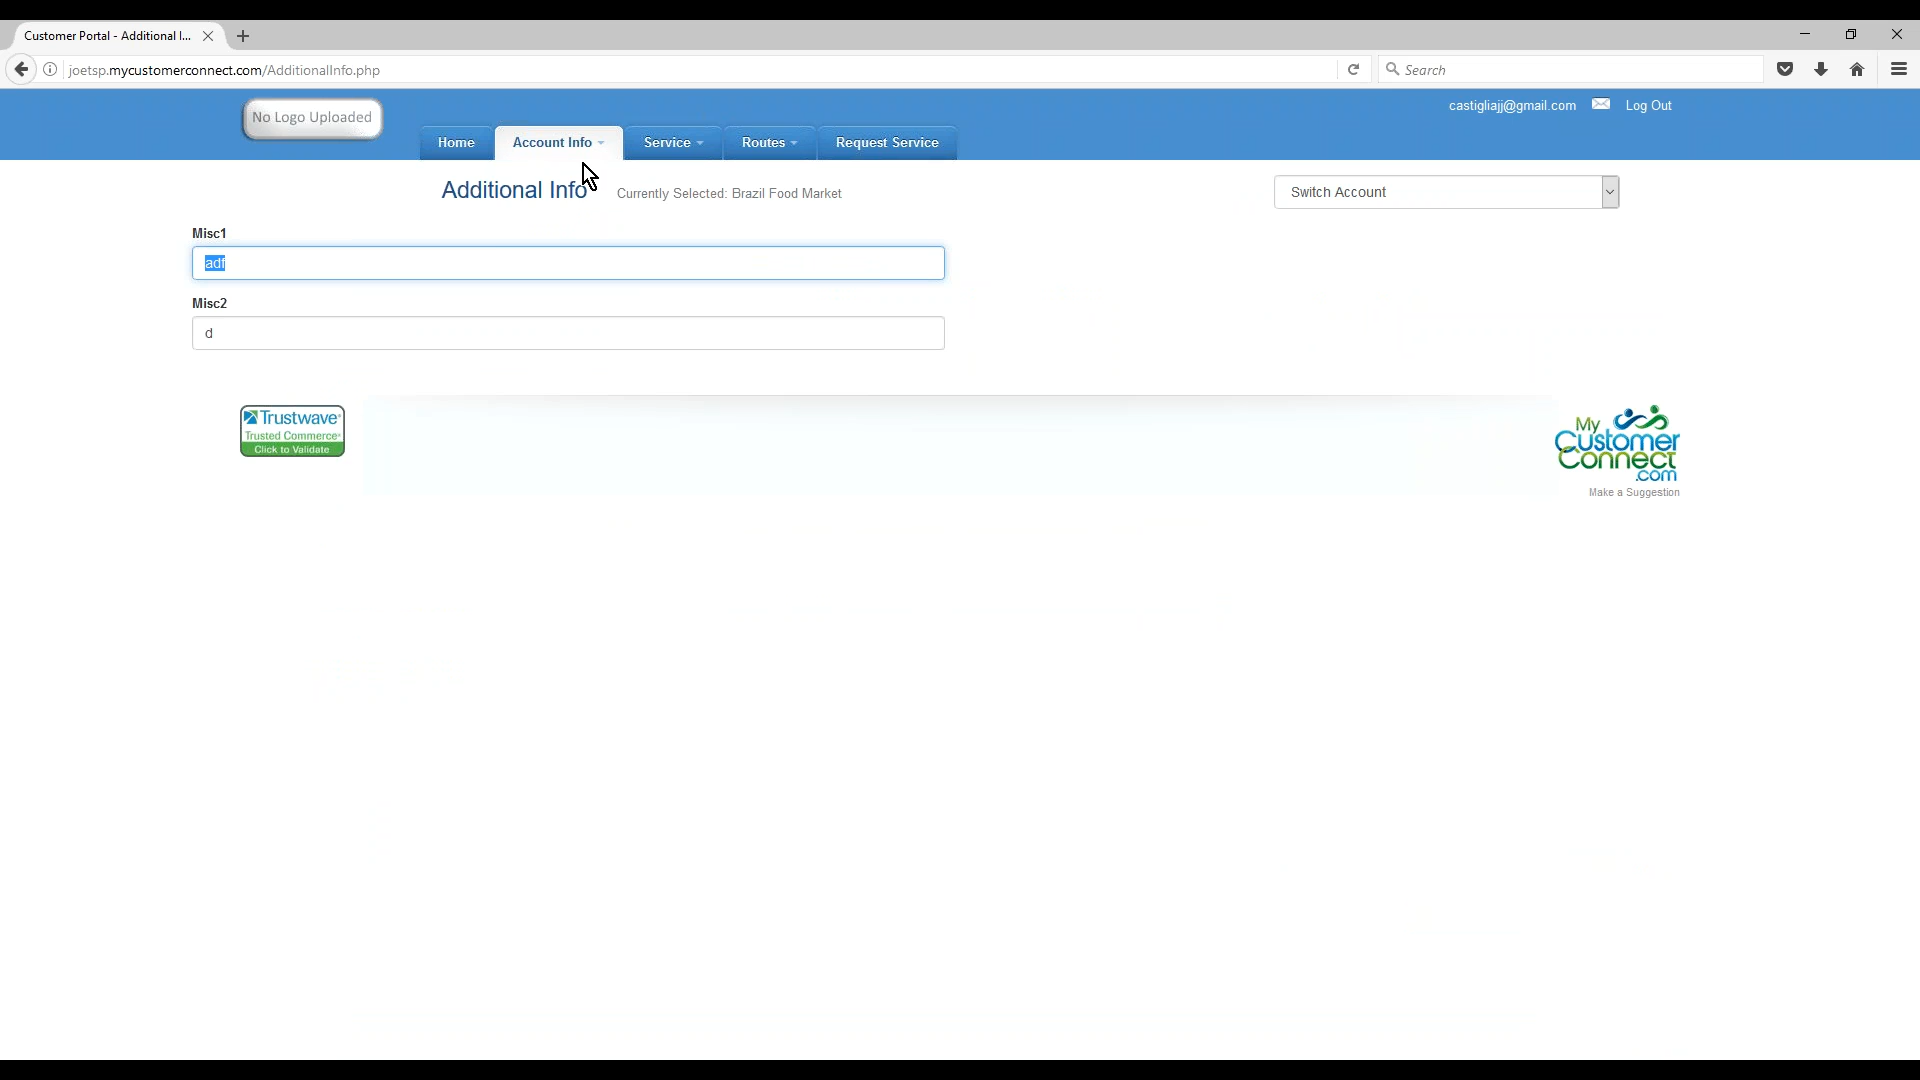 Customer Portal - Additional I...
joetsp.mycustomerconnect.com/AdditionalInfo.php
Search
No Logo Uploaded
castigliajj@gmail.com Log Out
Home Account Info Service Routes Request Service
Additional Info Currently Selected: Brazil Food Market
Switch Account
Misc1
adf
Misc2
d
Trustwave
Trusted Commerce
Click to Validate
My
Customer
Connect
.com
Make a Suggestion